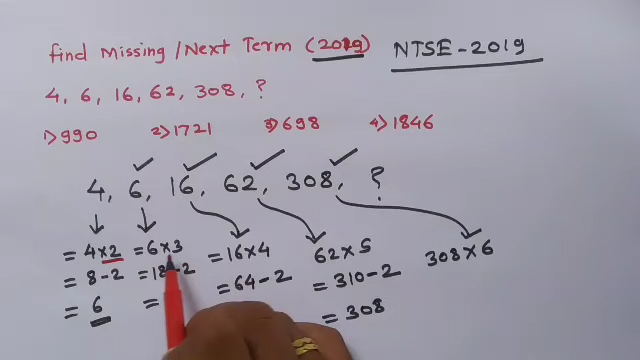 find Missing /Next Term (2019) NTSE-2019
4, 6, 16, 62, 308, ?
1) 990 2) 1721 3) 698 4) 1846
4, 6, 16, 62, 308, ?
= 4×2 = 6×3 = 16×4 62×5 308×6
= 8-2 = 18-2 = 64-2 = 310-2
= 6 = = 308